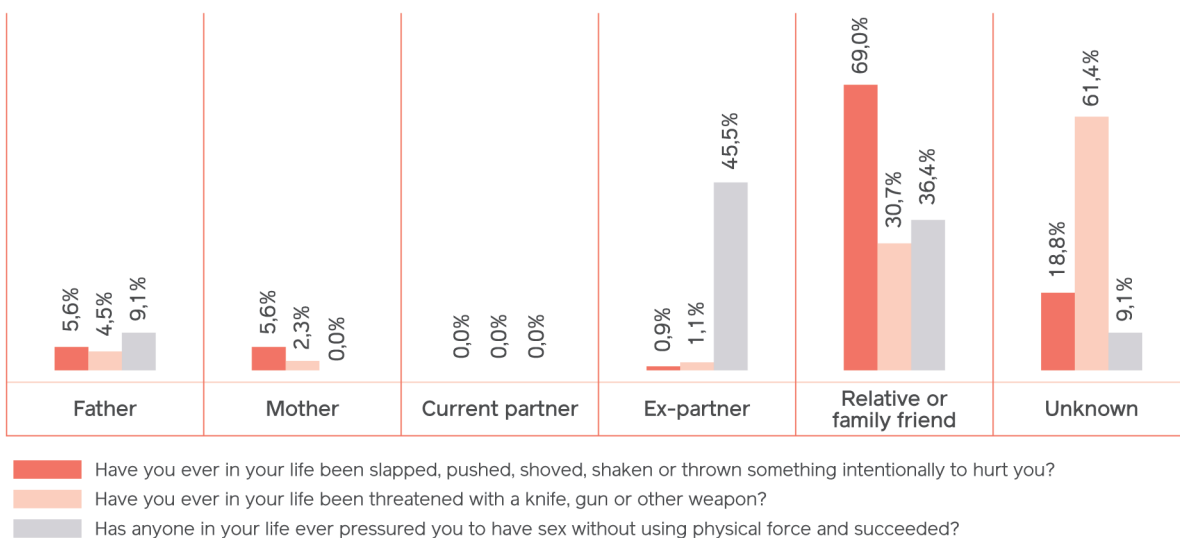 5,6%
4,5%
9,1%
5,6%
2,3%
0,0%
0,0%
0,0%
0,0%
0,9%
1,1%
45,5%
69,0%
30,7%
36,4%
18,8%
61,4%
9,1%
Father
Mother
Current partner
Ex-partner
Relative or
family friend
Unknown
Have you ever in your life been slapped, pushed, shoved, shaken or thrown something intentionally to hurt you?
Have you ever in your life been threatened with a knife, gun or other weapon?
Has anyone in your life ever pressured you to have sex without using physical force and succeeded?